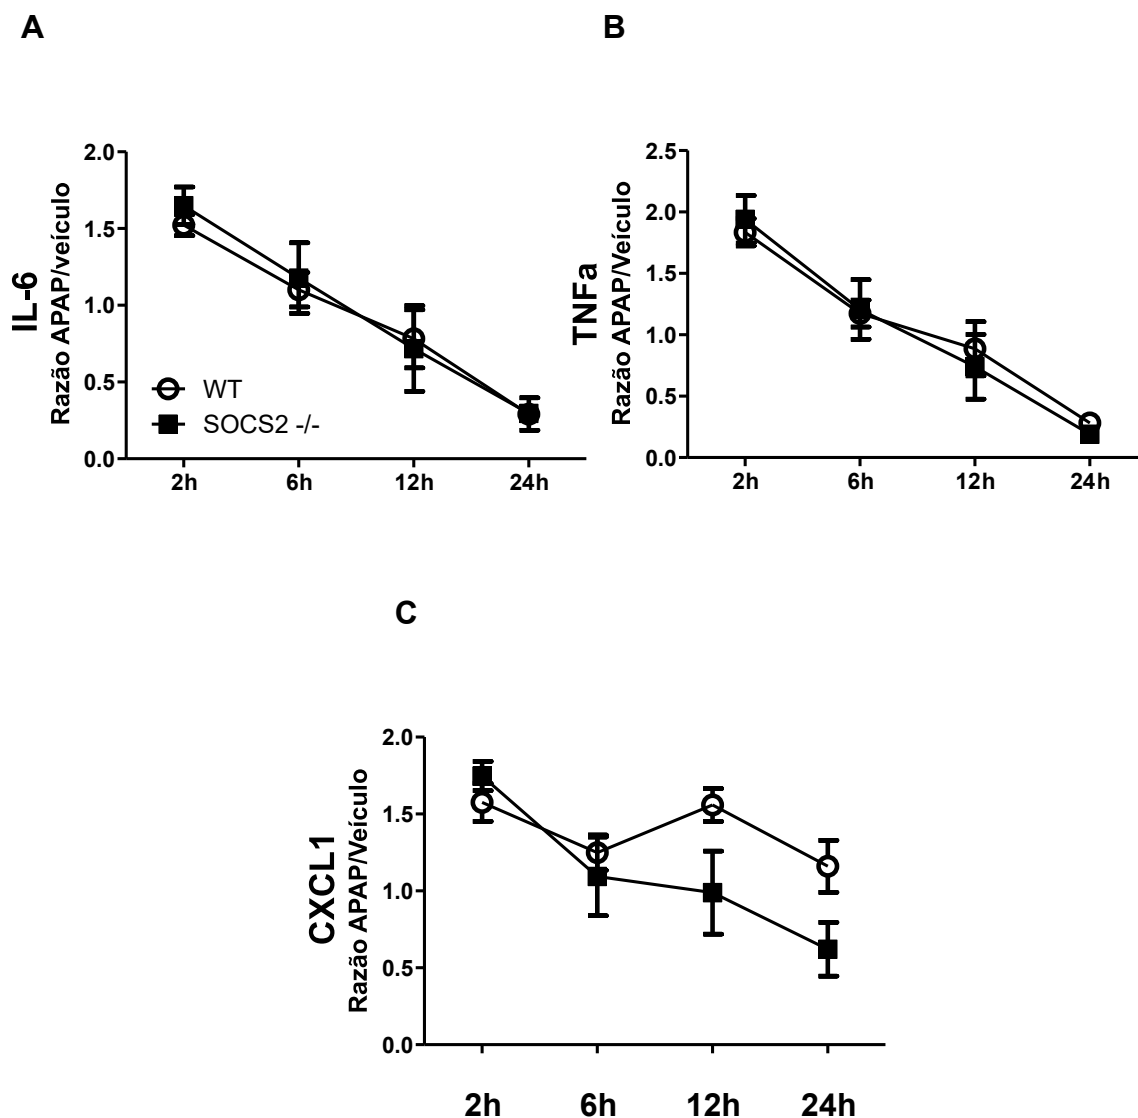 A
IL-6
Razão APAP/veículo
2.0
1.5
1.0
0.5
0.0
WT
SOCS2 -/-
2h 6h 12h 24h
B
TNFa
Razão APAP/Veículo
2.5
2.0
1.5
1.0
0.5
0.0
2h 6h 12h 24h
C
CXCL1
Razão APAP/Veículo
2.0
1.5
1.0
0.5
0.0
2h 6h 12h 24h